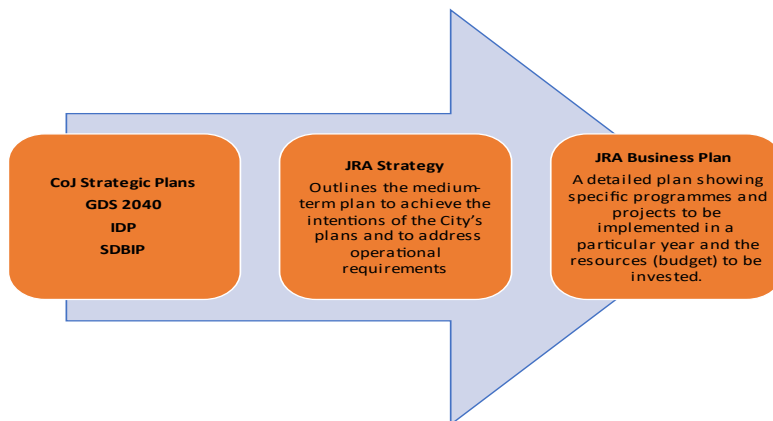 CoJ Strategic Plans
GDS 2040
IDP
SDBIP
JRA Strategy
Outlines the medium-
term plan to achieve the
intentions of the City's
plans and to address
operational
requirements
JRA Business Plan
A detailed plan showing
specific programmes and
projects to be
implemented in a
particular year and the
resources (budget) to be
invested.